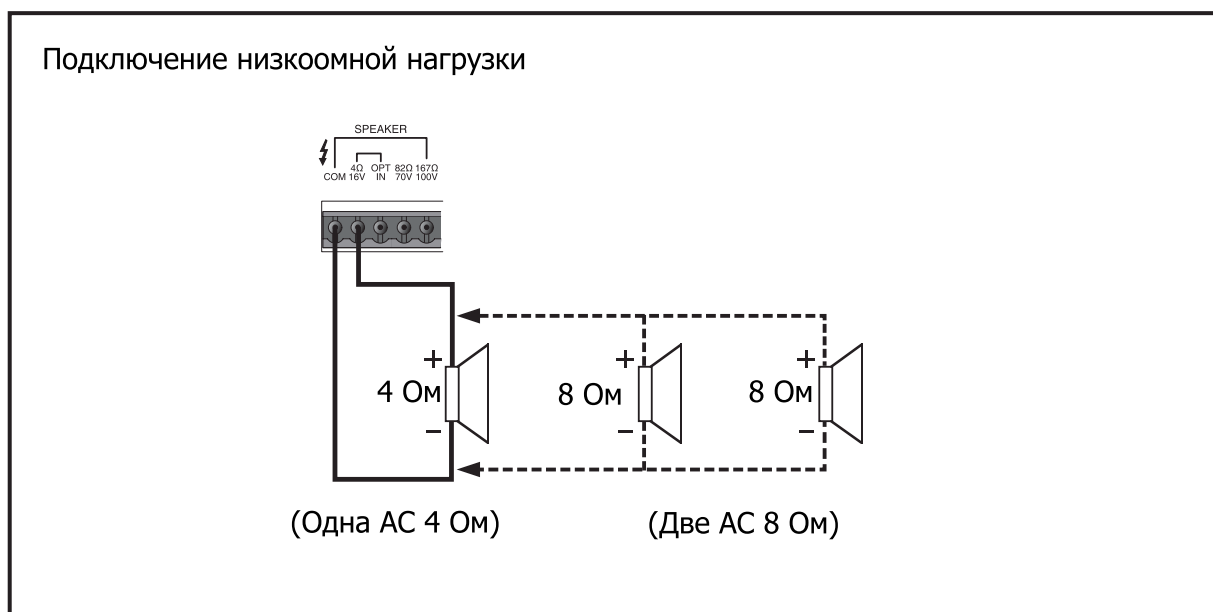 Подключение низкоомной нагрузки
SPEAKER
4Ω OPT 82Ω 167Ω
COM 16V IN 70V 100V
+ + +
4 Ом 8 Ом 8 Ом
− − −
(Одна АС 4 Ом) (Две АС 8 Ом)